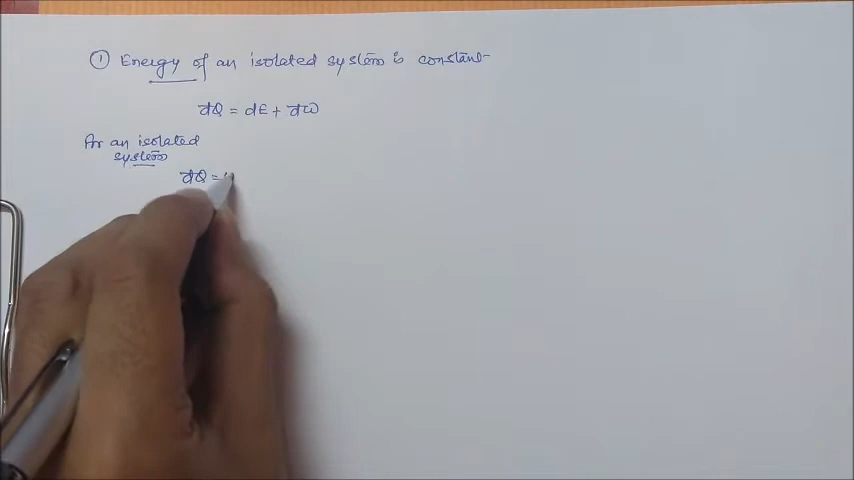 ① Energy of an isolated system is constant
đQ = dE + đW
For an isolated
system
đQ =